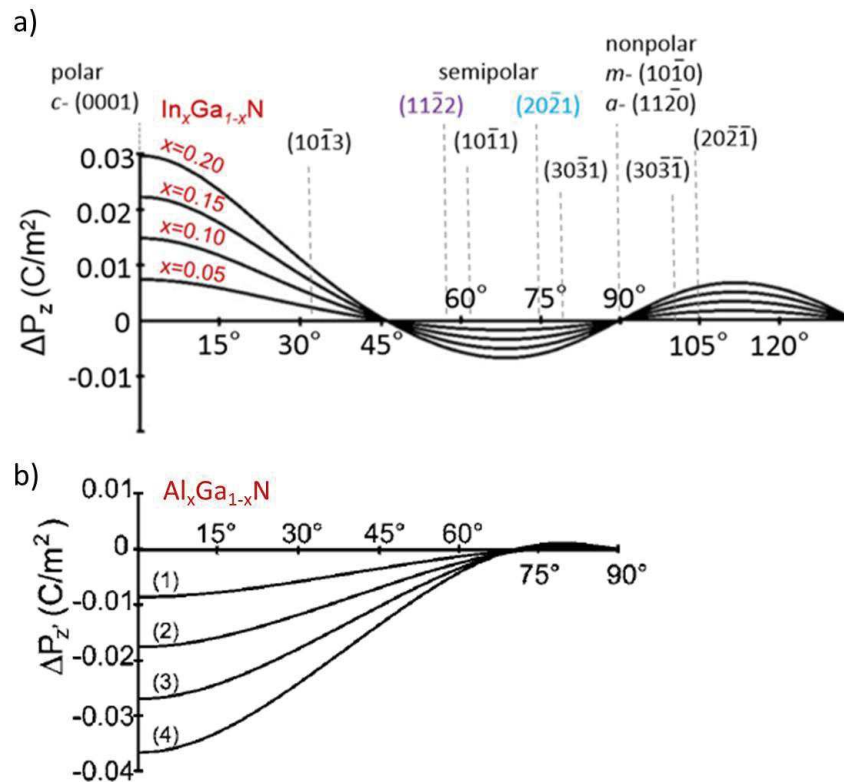 a)
polar
c- (0001)
semipolar
nonpolar
m- (101̅0)
a- (112̅0)
InₓGa₁₋ₓN
(101̅3)
(112̅2)
(202̅1)
(101̅1)
(303̅1)
(303̅1̅)
(202̅1̅)
x=0.20
x=0.15
x=0.10
x=0.05
ΔP_z (C/m²)
0.03
0.02
0.01
0
-0.01
15°
30°
45°
60°
75°
90°
105°
120°
b)
AlₓGa₁₋ₓN
ΔP_z' (C/m²)
0.01
0
-0.01
-0.02
-0.03
-0.04
15°
30°
45°
60°
75°
90°
(1)
(2)
(3)
(4)